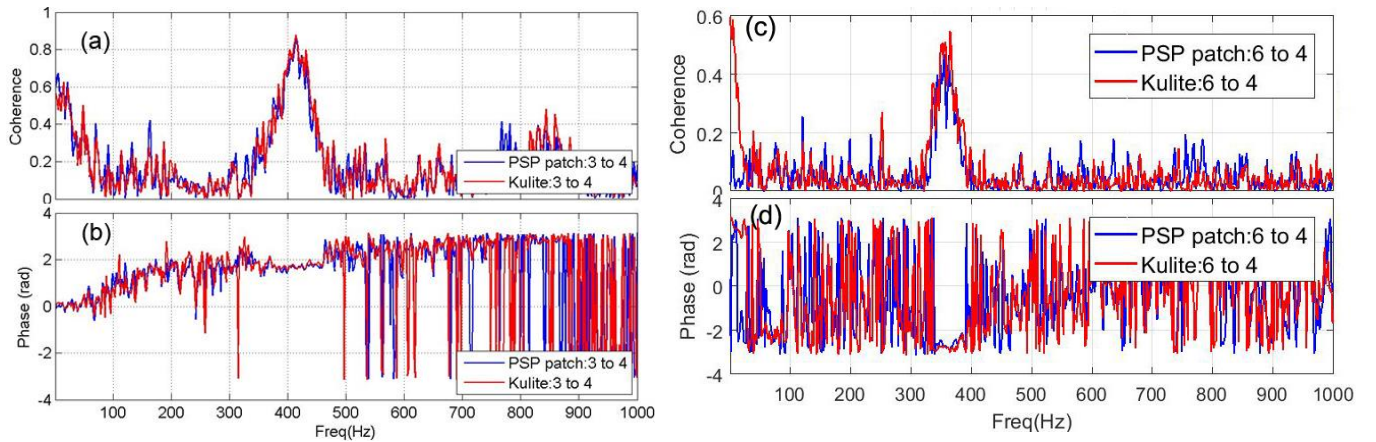 (a)
1
0.8
0.6
0.4
0.2
0
Coherence
PSP patch:3 to 4
Kulite:3 to 4
(b)
4
2
0
-2
-4
Phase (rad)
PSP patch:3 to 4
Kulite:3 to 4
100 200 300 400 500 600 700 800 900 1000
Freq(Hz)
(c)
0.6
0.4
0.2
0
Coherence
PSP patch:6 to 4
Kulite:6 to 4
(d)
4
2
0
-2
-4
Phase (rad)
PSP patch:6 to 4
Kulite:6 to 4
100 200 300 400 500 600 700 800 900 1000
Freq(Hz)